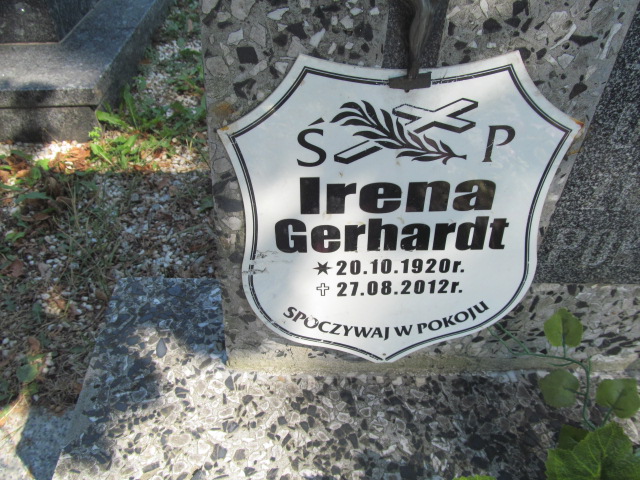 Ś P
Irena
Gerhardt
✶ 20.10.1920r.
✝ 27.08.2012r.
SPOCZYWAJ W POKOJU